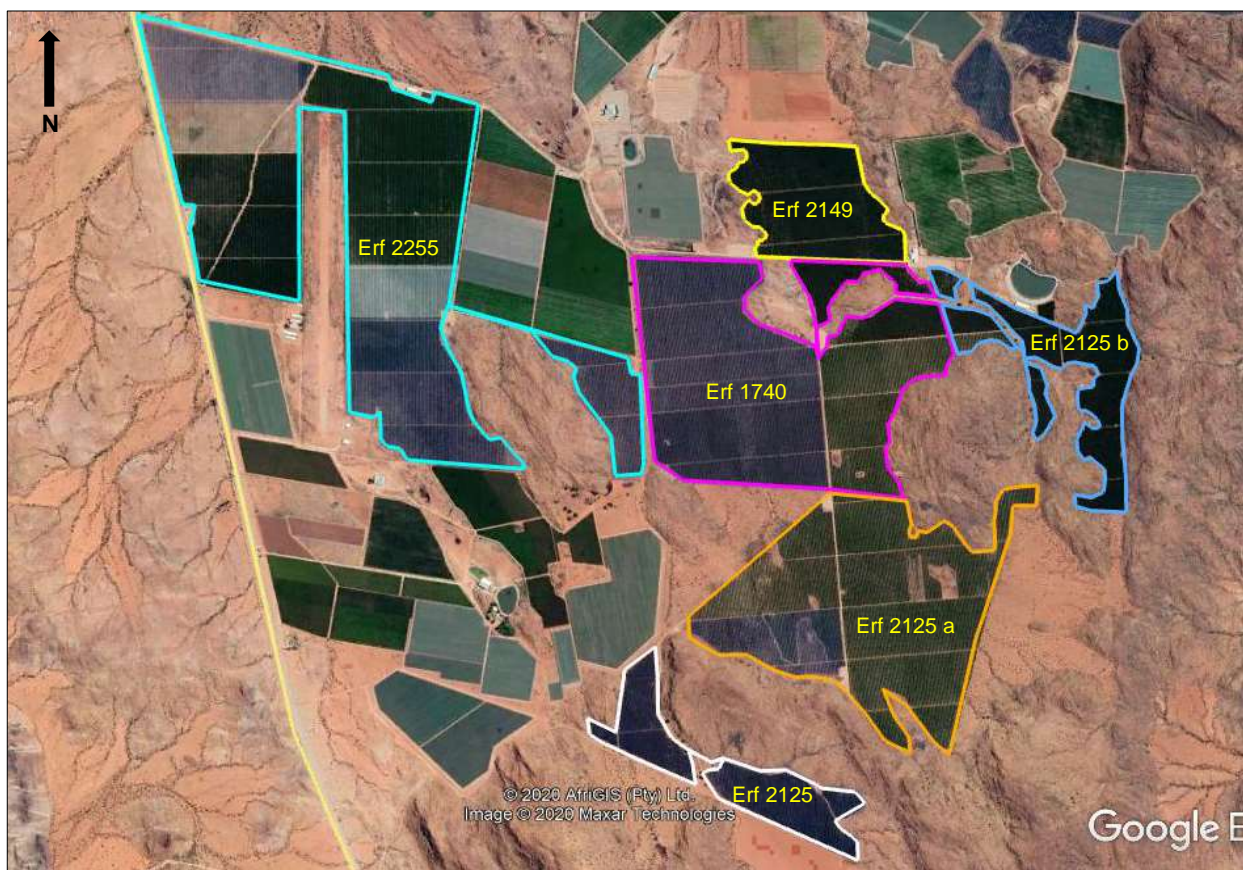 N
Erf 2149
Erf 2255
Erf 2125 b
Erf 1740
Erf 2125 a
Erf 2125
© 2020 AfriGIS (Pty) Ltd.
Image © 2020 Maxar Technologies
Google E